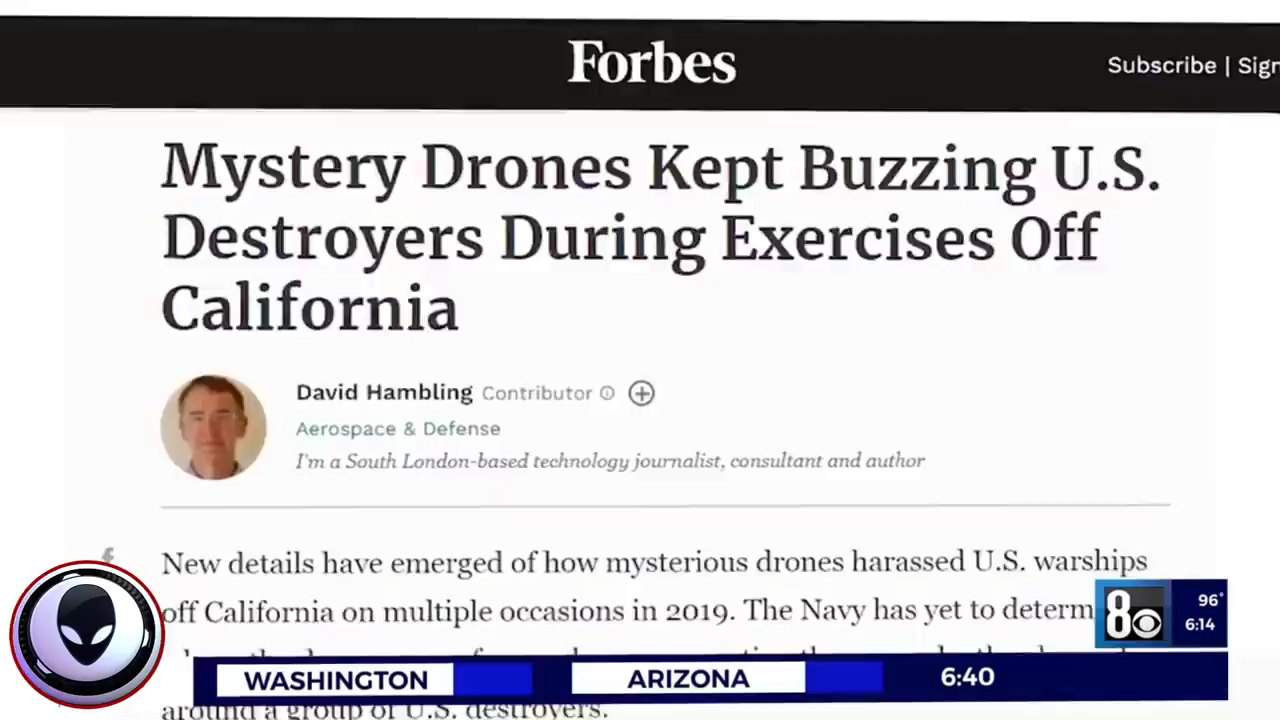 Forbes
Subscribe | Sign
Mystery Drones Kept Buzzing U.S.
Destroyers During Exercises Off
California
David Hambling Contributor
Aerospace & Defense
I'm a South London-based technology journalist, consultant and author
New details have emerged of how mysterious drones harassed U.S. warships
off California on multiple occasions in 2019. The Navy has yet to determ
8
96°
6:14
WASHINGTON
ARIZONA
6:40
around a group of U.S. destroyers.